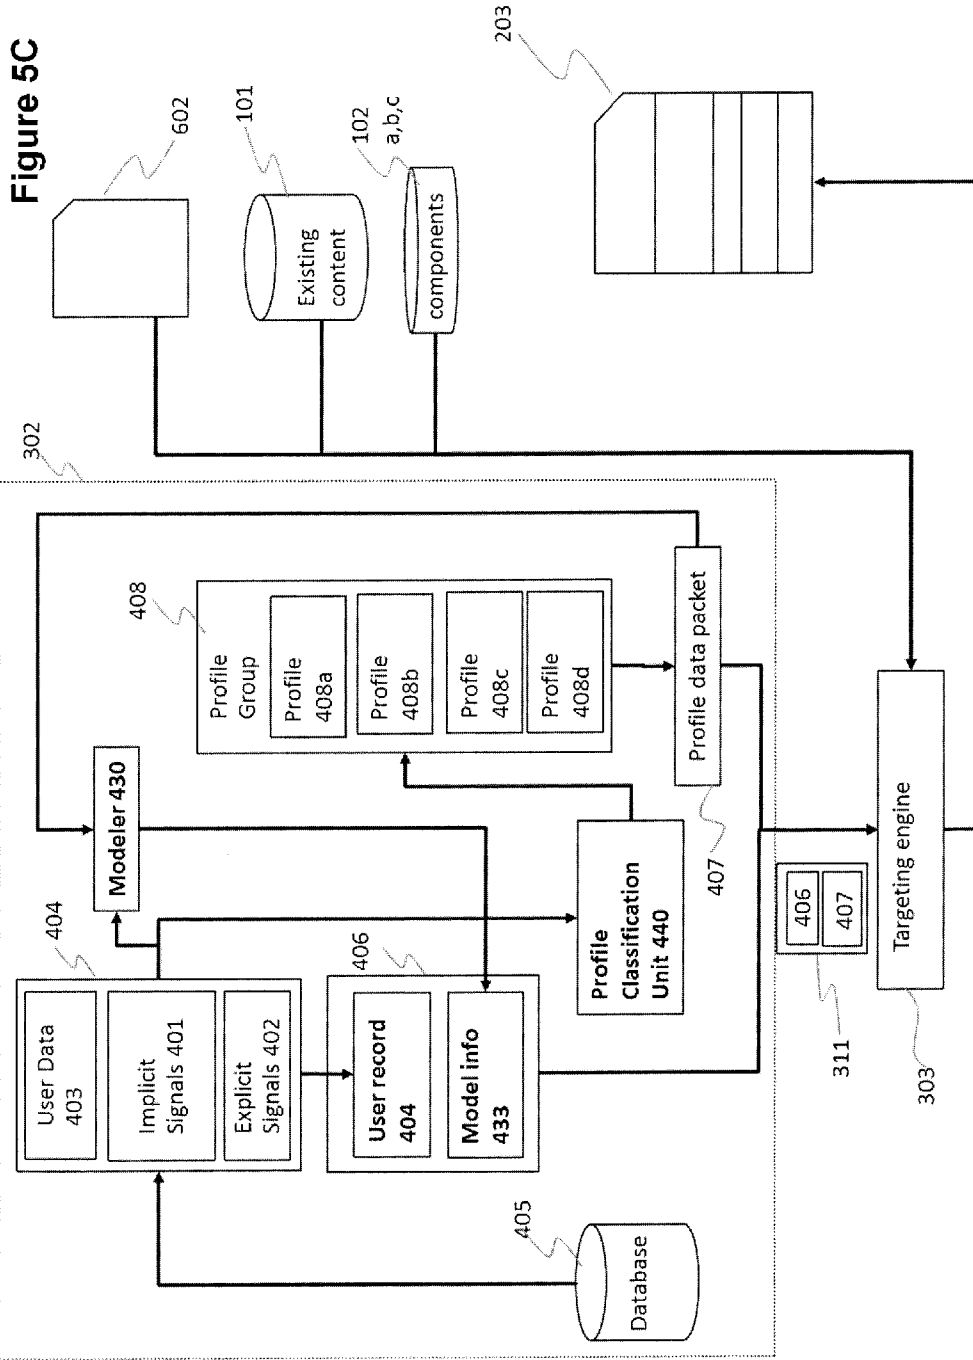 Figure 5C
302
602
101
Existing
content
102
a,b,c
components
203
404
User Data
403
Implicit
Signals 401
Explicit
Signals 402
Modeler 430
408
Profile
Group
Profile
408a
Profile
408b
Profile
408c
Profile
408d
406
User record
404
Model info
433
Profile
Classification
Unit 440
407
Profile data packet
405
Database
311
406
407
303
Targeting engine